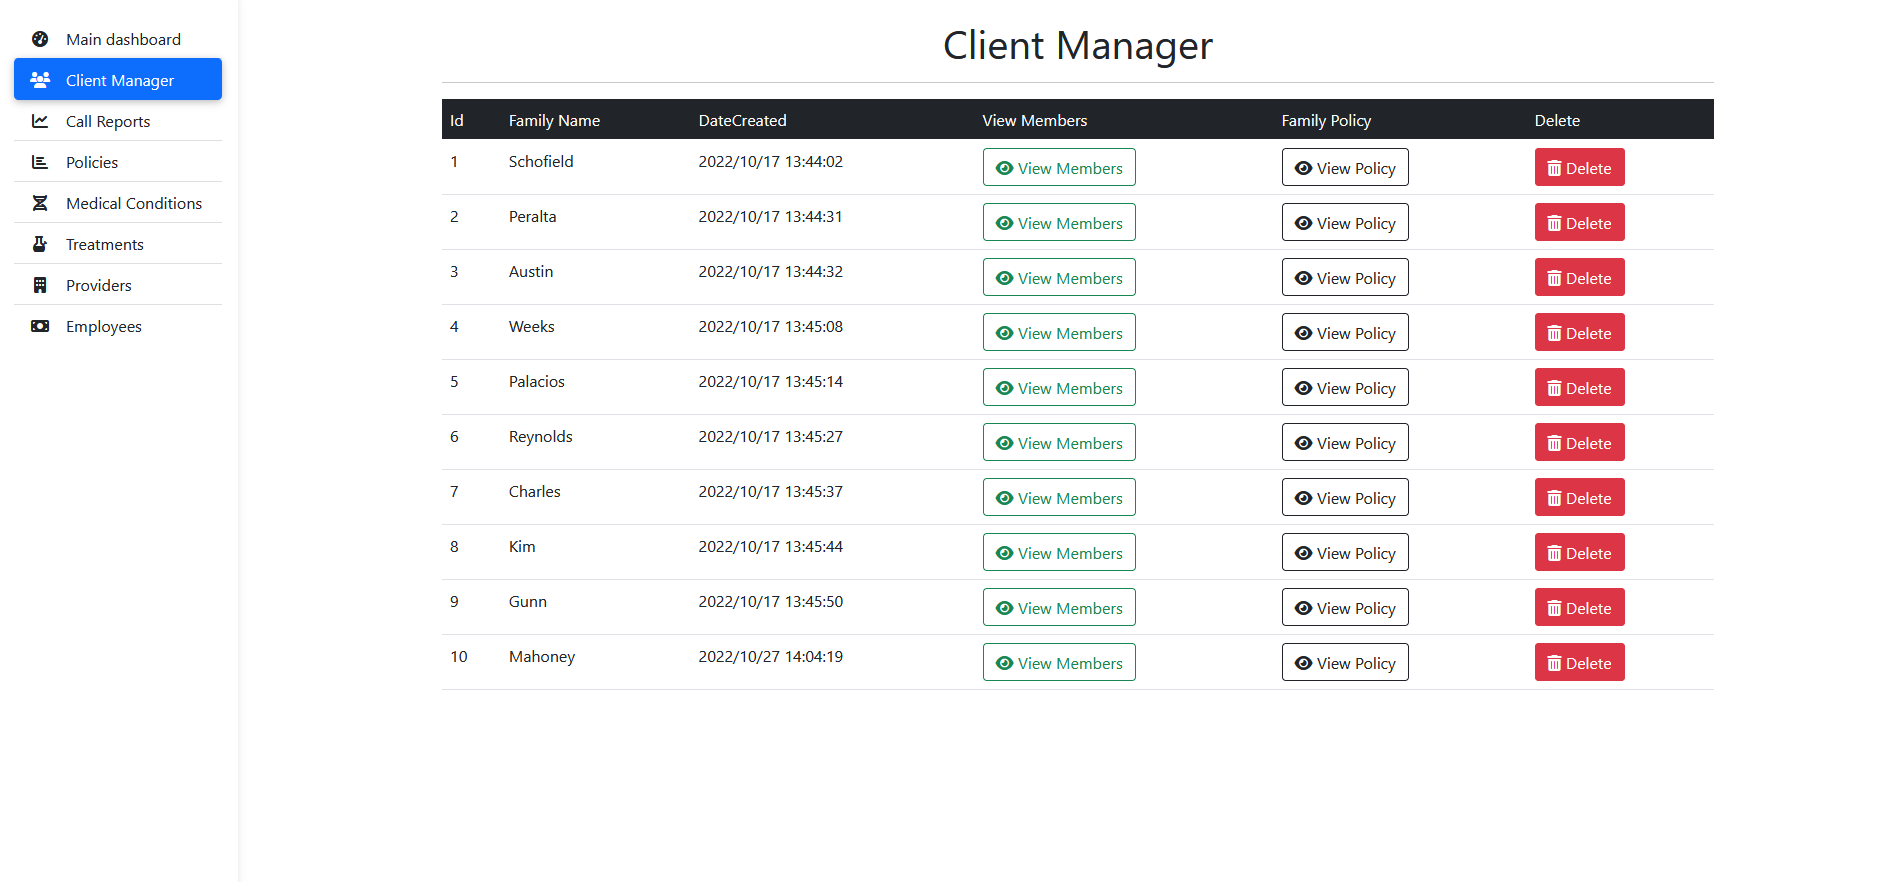 Main dashboard
Client Manager
Call Reports
Policies
Medical Conditions
Treatments
Providers
Employees
Client Manager
Id Family Name DateCreated View Members Family Policy Delete
1 Schofield 2022/10/17 13:44:02 View Members View Policy Delete
2 Peralta 2022/10/17 13:44:31 View Members View Policy Delete
3 Austin 2022/10/17 13:44:32 View Members View Policy Delete
4 Weeks 2022/10/17 13:45:08 View Members View Policy Delete
5 Palacios 2022/10/17 13:45:14 View Members View Policy Delete
6 Reynolds 2022/10/17 13:45:27 View Members View Policy Delete
7 Charles 2022/10/17 13:45:37 View Members View Policy Delete
8 Kim 2022/10/17 13:45:44 View Members View Policy Delete
9 Gunn 2022/10/17 13:45:50 View Members View Policy Delete
10 Mahoney 2022/10/27 14:04:19 View Members View Policy Delete